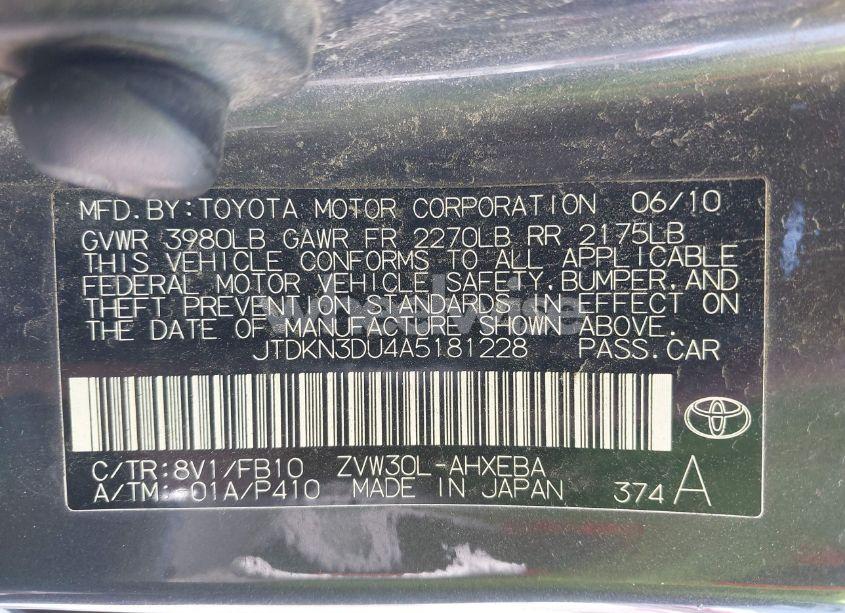 MFD.BY:TOYOTA MOTOR CORPORATION 06/10
GVWR 3980LB GAWR FR 2270LB RR 2175LB
THIS VEHICLE CONFORMS TO ALL APPLICABLE
FEDERAL MOTOR VEHICLE SAFETY,BUMPER,AND
THEFT PREVENTION STANDARDS IN EFFECT ON
THE DATE OF MANUFACTURE SHOWN ABOVE.
JTDKN3DU4A5181228 PASS.CAR
C/TR:8V1/FB10 ZVW30L-AHXEBA
A/TM:-01A/P410 MADE IN JAPAN 374 A